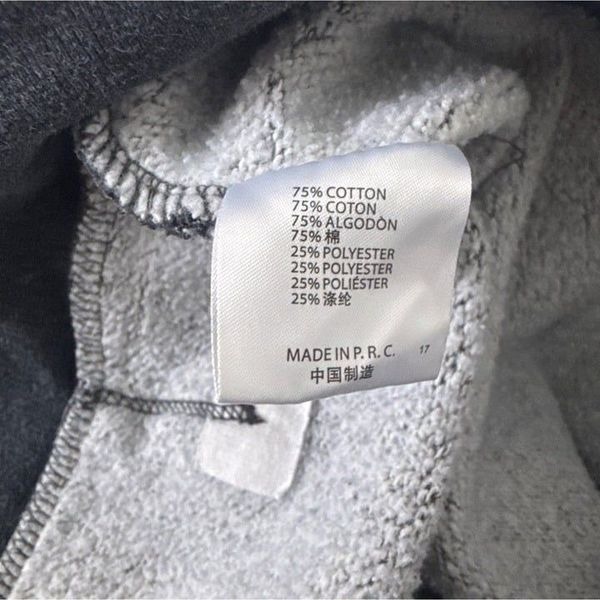 75% COTTON
75% COTON
75% ALGODÒN
75% 棉
25% POLYESTER
25% POLYESTER
25% POLIÉSTER
25% 涤纶
MADE IN P. R. C. 17
中国制造